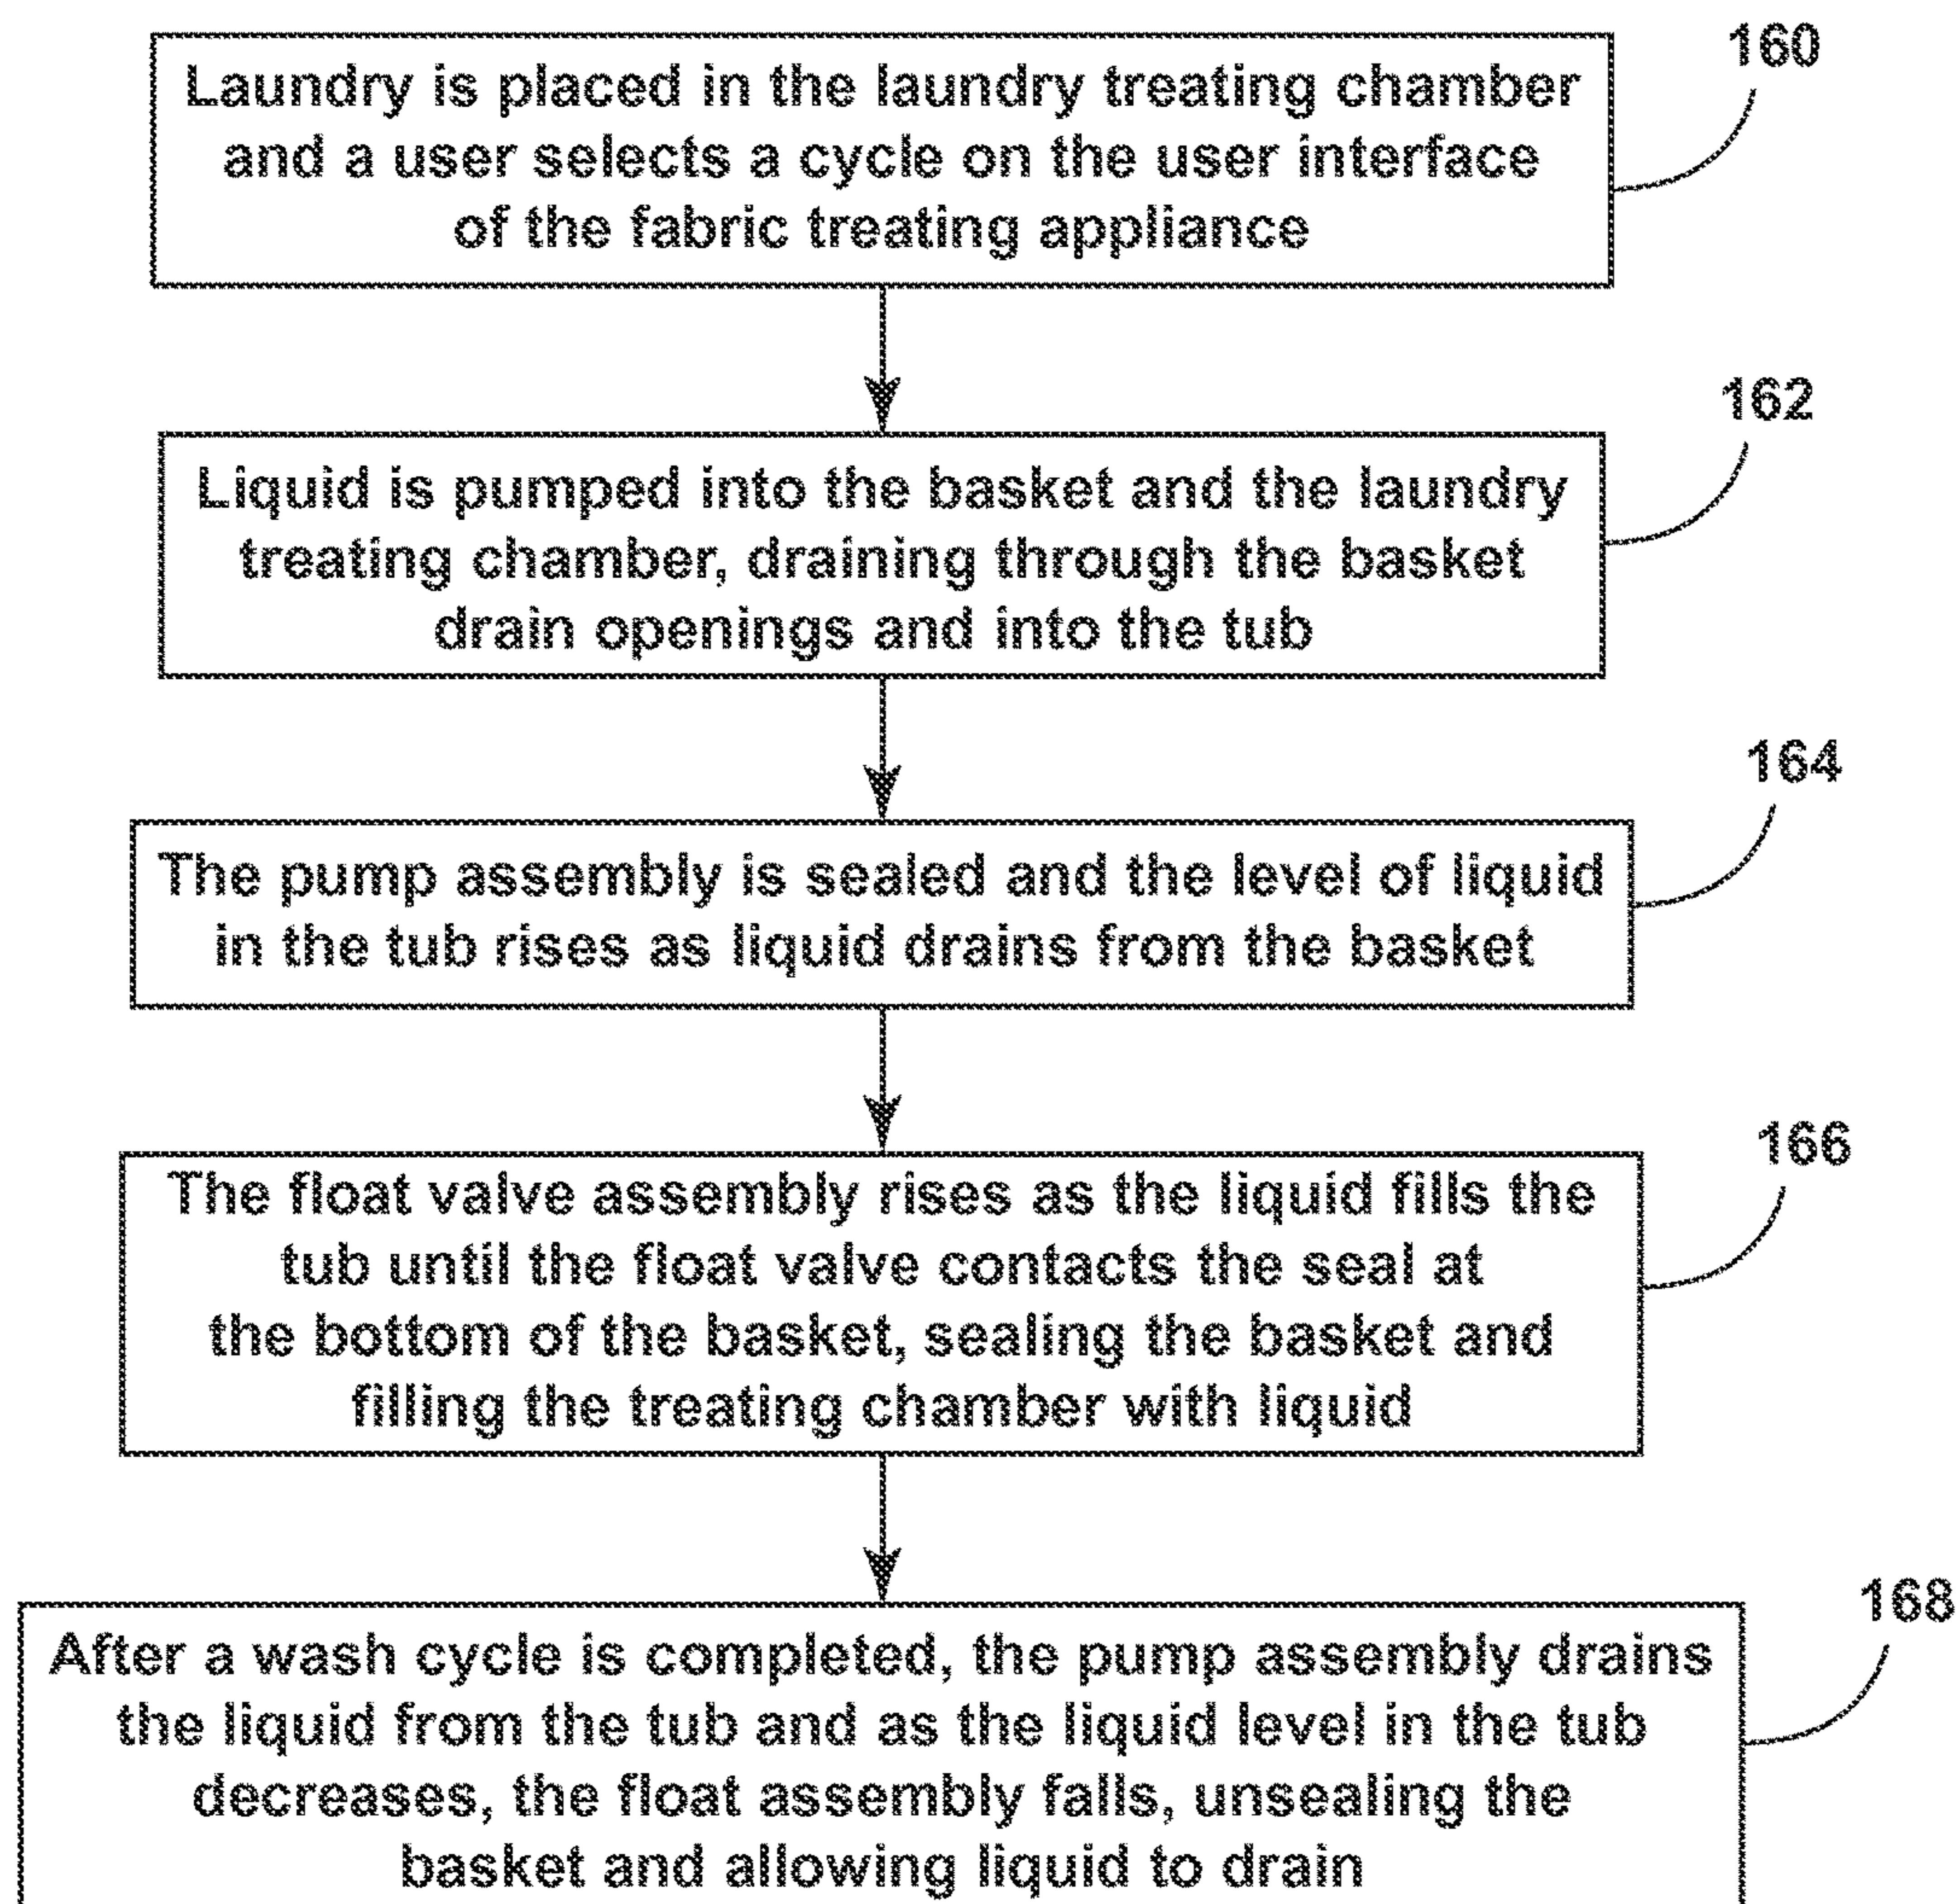 160
Laundry is placed in the laundry treating chamber
and a user selects a cycle on the user interface
of the fabric treating appliance
162
Liquid is pumped into the basket and the laundry
treating chamber, draining through the basket
drain openings and into the tub
164
The pump assembly is sealed and the level of liquid
in the tub rises as liquid drains from the basket
166
The float valve assembly rises as the liquid fills the
tub until the float valve contacts the seal at
the bottom of the basket, sealing the basket and
filling the treating chamber with liquid
168
After a wash cycle is completed, the pump assembly drains
the liquid from the tub and as the liquid level in the tub
decreases, the float assembly falls, unsealing the
basket and allowing liquid to drain